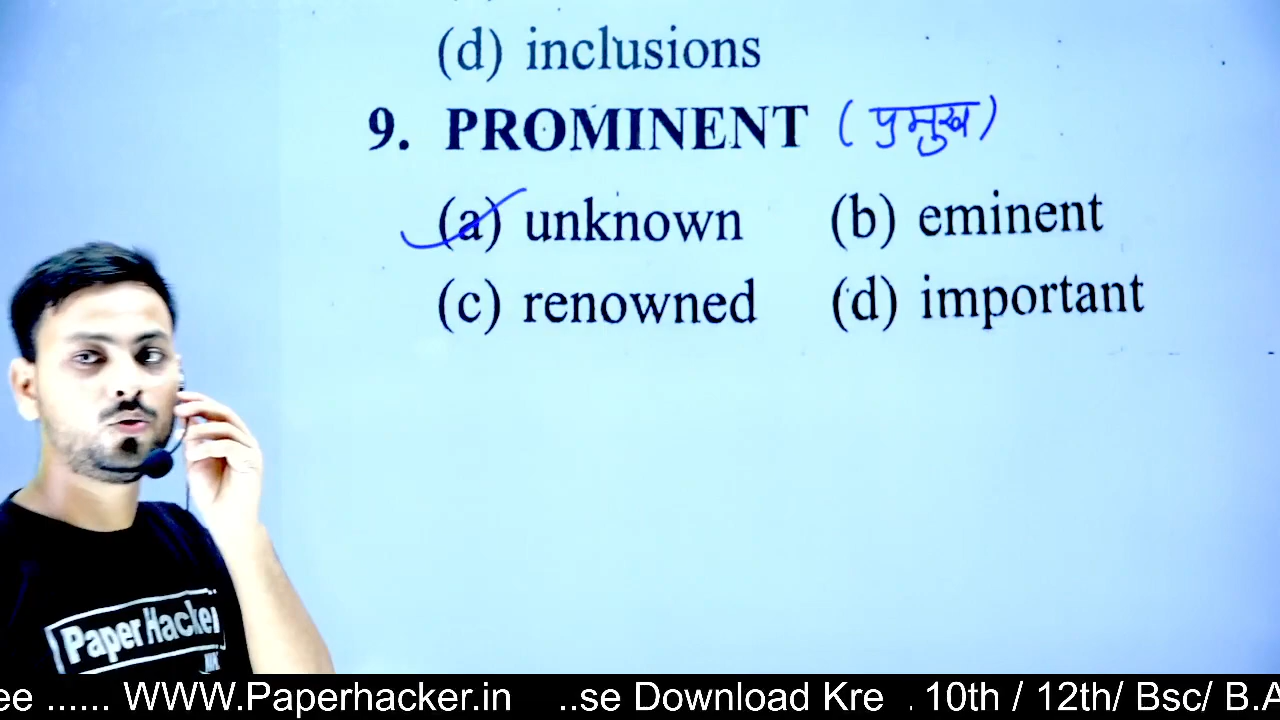 (d) inclusions
9. PROMINENT (प्रमुख)
(a) unknown (b) eminent
(c) renowned (d) important
Paper Hacker
ee ...... WWW.Paperhacker.in ..se Download Kre . 10th / 12th/ Bsc/ B.A